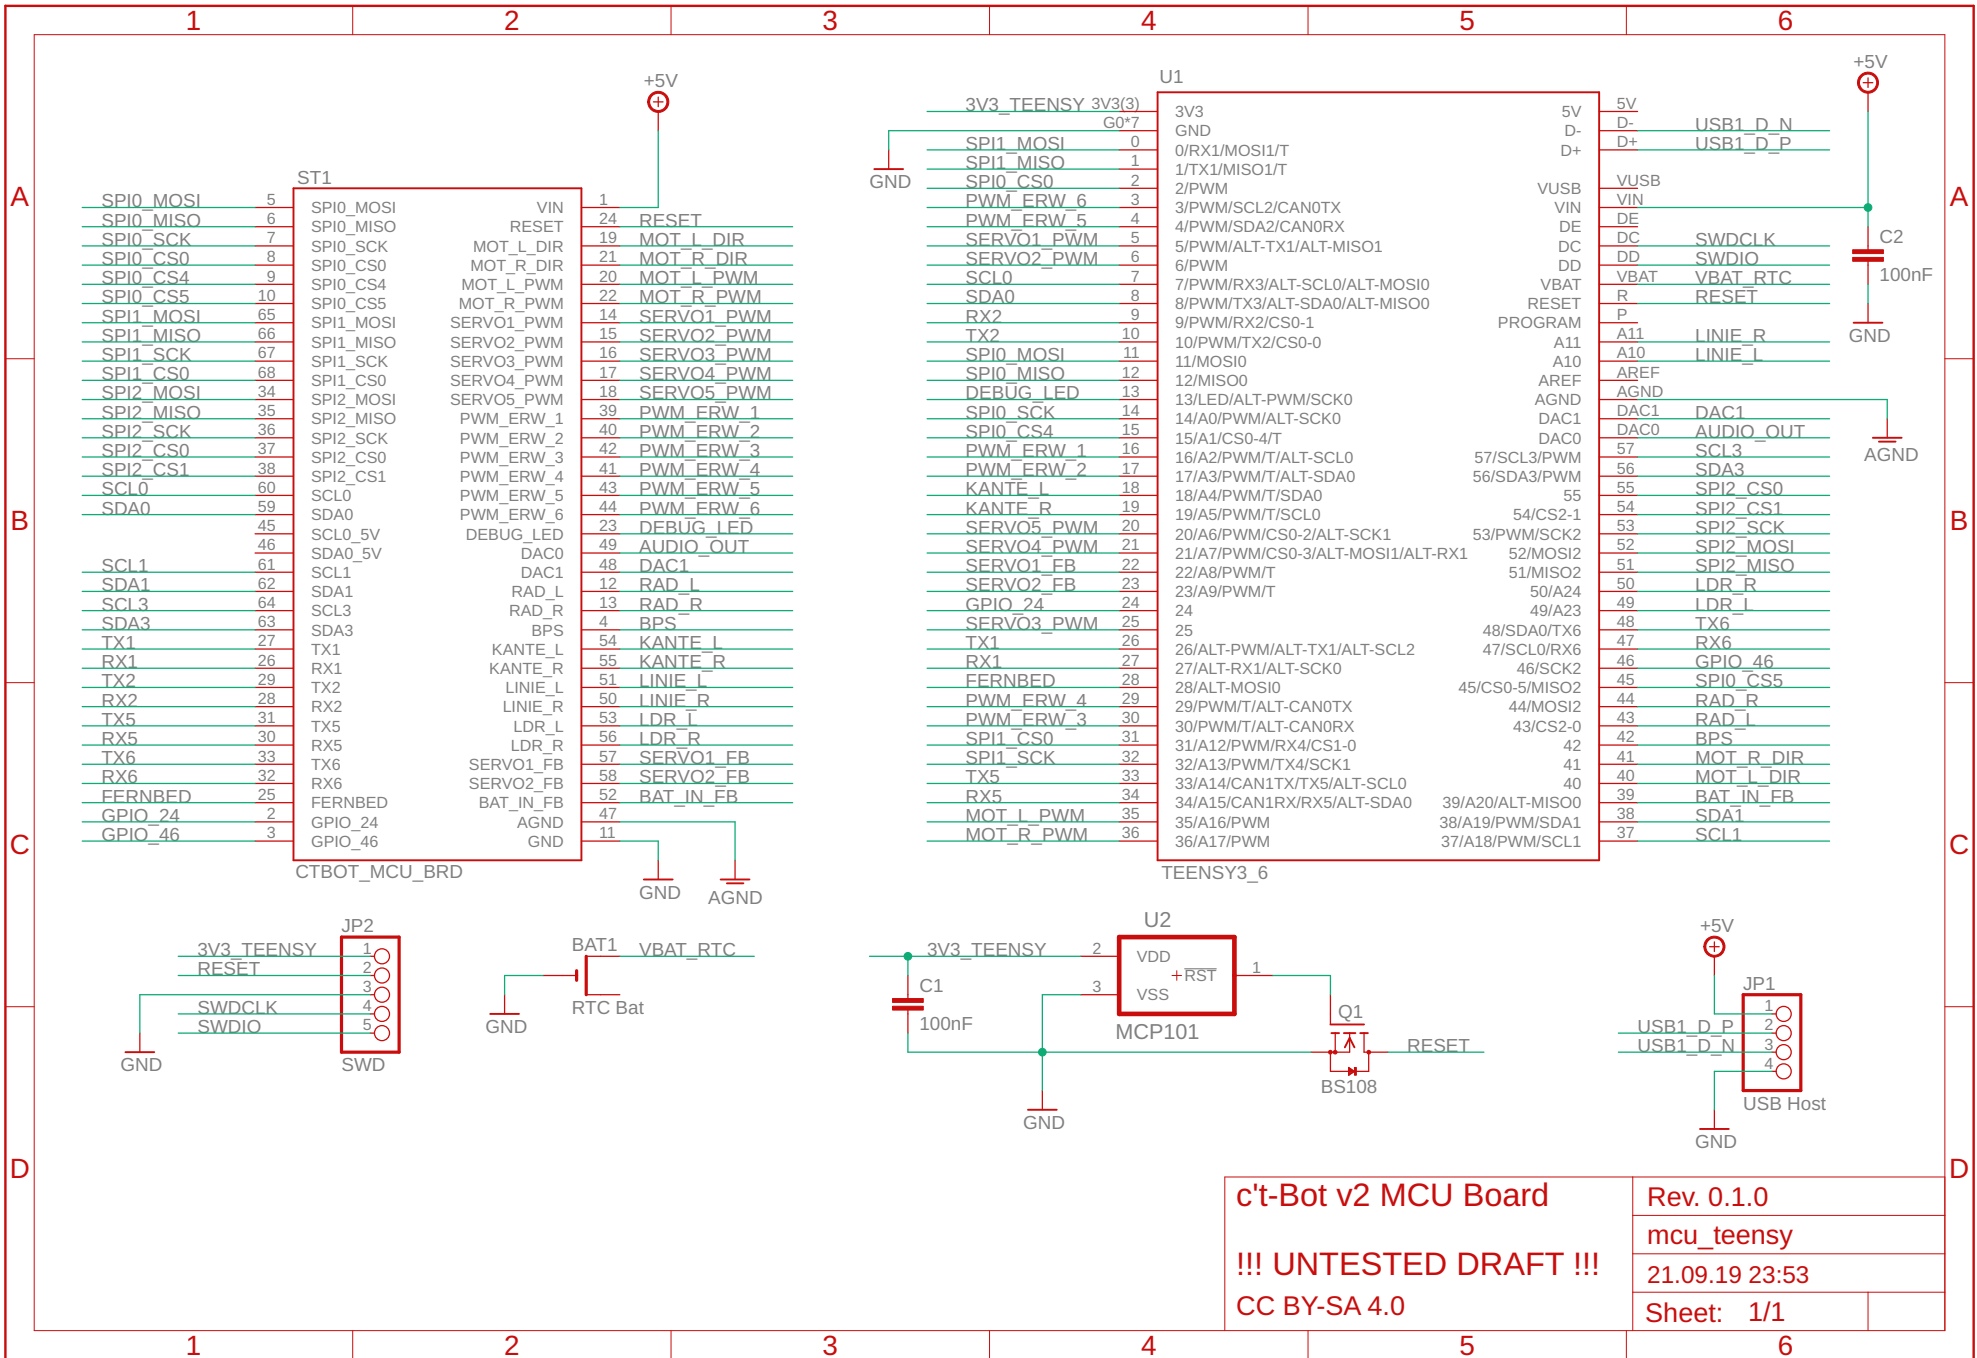 1 2 3 4 5 6
A
B
C
D
A
B
C
D
1 2 3 4 5 6
+5V
ST1
SPI0_MOSI 5 SPI0_MOSI VIN 1
SPI0_MISO 6 SPI0_MISO RESET 24 RESET
SPI0_SCK 7 SPI0_SCK MOT_L_DIR 19 MOT_L_DIR
SPI0_CS0 8 SPI0_CS0 MOT_R_DIR 21 MOT_R_DIR
SPI0_CS4 9 SPI0_CS4 MOT_L_PWM 20 MOT_L_PWM
SPI0_CS5 10 SPI0_CS5 MOT_R_PWM 22 MOT_R_PWM
SPI1_MOSI 65 SPI1_MOSI SERVO1_PWM 14 SERVO1_PWM
SPI1_MISO 66 SPI1_MISO SERVO2_PWM 15 SERVO2_PWM
SPI1_SCK 67 SPI1_SCK SERVO3_PWM 16 SERVO3_PWM
SPI1_CS0 68 SPI1_CS0 SERVO4_PWM 17 SERVO4_PWM
SPI2_MOSI 34 SPI2_MOSI SERVO5_PWM 18 SERVO5_PWM
SPI2_MISO 35 SPI2_MISO PWM_ERW_1 39 PWM_ERW_1
SPI2_SCK 36 SPI2_SCK PWM_ERW_2 40 PWM_ERW_2
SPI2_CS0 37 SPI2_CS0 PWM_ERW_3 42 PWM_ERW_3
SPI2_CS1 38 SPI2_CS1 PWM_ERW_4 41 PWM_ERW_4
SCL0 60 SCL0 PWM_ERW_5 43 PWM_ERW_5
SDA0 59 SDA0 PWM_ERW_6 44 PWM_ERW_6
45 SCL0_5V DEBUG_LED 23 DEBUG_LED
46 SDA0_5V DAC0 49 AUDIO_OUT
SCL1 61 SCL1 DAC1 48 DAC1
SDA1 62 SDA1 RAD_L 12 RAD_L
SCL3 64 SCL3 RAD_R 13 RAD_R
SDA3 63 SDA3 BPS 4 BPS
TX1 27 TX1 KANTE_L 54 KANTE_L
RX1 26 RX1 KANTE_R 55 KANTE_R
TX2 29 TX2 LINIE_L 51 LINIE_L
RX2 28 RX2 LINIE_R 50 LINIE_R
TX5 31 TX5 LDR_L 53 LDR_L
RX5 30 RX5 LDR_R 56 LDR_R
TX6 33 TX6 SERVO1_FB 57 SERVO1_FB
RX6 32 RX6 SERVO2_FB 58 SERVO2_FB
FERNBED 25 FERNBED BAT_IN_FB 52 BAT_IN_FB
GPIO_24 2 GPIO_24 AGND 47
GPIO_46 3 GPIO_46 GND 11
CTBOT_MCU_BRD
GND
AGND
U1
+5V
3V3_TEENSY 3V3(3) 3V3 5V 5V
G0*7 GND D- D- USB1_D_N
SPI1_MOSI 0 0/RX1/MOSI1/T D+ D+ USB1_D_P
SPI1_MISO 1 1/TX1/MISO1/T
GND
SPI0_CS0 2 2/PWM VUSB VUSB
PWM_ERW_6 3 3/PWM/SCL2/CAN0TX VIN VIN
PWM_ERW_5 4 4/PWM/SDA2/CAN0RX DE DE
SERVO1_PWM 5 5/PWM/ALT-TX1/ALT-MISO1 DC DC SWDCLK
SERVO2_PWM 6 6/PWM DD DD SWDIO
SCL0 7 7/PWM/RX3/ALT-SCL0/ALT-MOSI0 VBAT VBAT VBAT_RTC
SDA0 8 8/PWM/TX3/ALT-SDA0/ALT-MISO0 RESET R RESET
RX2 9 9/PWM/RX2/CS0-1 PROGRAM P
TX2 10 10/PWM/TX2/CS0-0 A11 A11 LINIE_R
SPI0_MOSI 11 11/MOSI0 A10 A10 LINIE_L
SPI0_MISO 12 12/MISO0 AREF AREF
DEBUG_LED 13 13/LED/ALT-PWM/SCK0 AGND AGND
SPI0_SCK 14 14/A0/PWM/ALT-SCK0 DAC1 DAC1 DAC1
SPI0_CS4 15 15/A1/CS0-4/T DAC0 DAC0 AUDIO_OUT
PWM_ERW_1 16 16/A2/PWM/T/ALT-SCL0 57/SCL3/PWM 57 SCL3
PWM_ERW_2 17 17/A3/PWM/T/ALT-SDA0 56/SDA3/PWM 56 SDA3
KANTE_L 18 18/A4/PWM/T/SDA0 55 55 SPI2_CS0
KANTE_R 19 19/A5/PWM/T/SCL0 54/CS2-1 54 SPI2_CS1
SERVO5_PWM 20 20/A6/PWM/CS0-2/ALT-SCK1 53/PWM/SCK2 53 SPI2_SCK
SERVO4_PWM 21 21/A7/PWM/CS0-3/ALT-MOSI1/ALT-RX1 52/MOSI2 52 SPI2_MOSI
SERVO1_FB 22 22/A8/PWM/T 51/MISO2 51 SPI2_MISO
SERVO2_FB 23 23/A9/PWM/T 50/A24 50 LDR_R
GPIO_24 24 24 49/A23 49 LDR_L
SERVO3_PWM 25 25 48/SDA0/TX6 48 TX6
TX1 26 26/ALT-PWM/ALT-TX1/ALT-SCL2 47/SCL0/RX6 47 RX6
RX1 27 27/ALT-RX1/ALT-SCK0 46/SCK2 46 GPIO_46
FERNBED 28 28/ALT-MOSI0 45/CS0-5/MISO2 45 SPI0_CS5
PWM_ERW_4 29 29/PWM/T/ALT-CAN0TX 44/MOSI2 44 RAD_R
PWM_ERW_3 30 30/PWM/T/ALT-CAN0RX 43/CS2-0 43 RAD_L
SPI1_CS0 31 31/A12/PWM/RX4/CS1-0 42 42 BPS
SPI1_SCK 32 32/A13/PWM/TX4/SCK1 41 41 MOT_R_DIR
TX5 33 33/A14/CAN1TX/TX5/ALT-SCL0 40 40 MOT_L_DIR
RX5 34 34/A15/CAN1RX/RX5/ALT-SDA0 39/A20/ALT-MISO0 39 BAT_IN_FB
MOT_L_PWM 35 35/A16/PWM 38/A19/PWM/SDA1 38 SDA1
MOT_R_PWM 36 36/A17/PWM 37/A18/PWM/SCL1 37 SCL1
TEENSY3_6
C2
100nF
GND
AGND
JP2
3V3_TEENSY 1
RESET 2
3
SWDCLK 4
SWDIO 5
GND
SWD
BAT1 VBAT_RTC
RTC Bat
GND
U2
3V3_TEENSY 2 VDD
+RST 1
3 VSS
MCP101
C1
100nF
GND
Q1
RESET
BS108
+5V
JP1
1
USB1_D_P 2
USB1_D_N 3
4
USB Host
GND
c't-Bot v2 MCU Board
!!! UNTESTED DRAFT !!!
CC BY-SA 4.0
Rev. 0.1.0
mcu_teensy
21.09.19 23:53
Sheet: 1/1